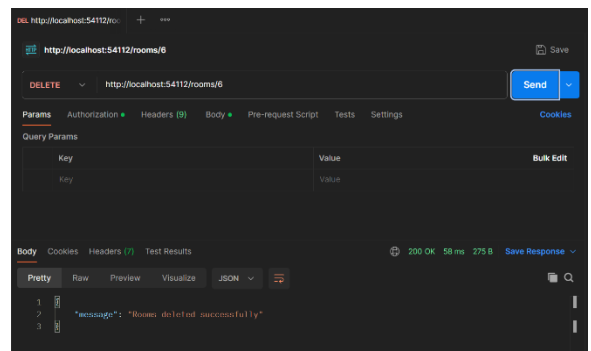 DEL http://localhost:54112/roo
http://localhost:54112/rooms/6
Save
DELETE
http://localhost:54112/rooms/6
Send
Params Authorization Headers (9) Body Pre-request Script Tests Settings Cookies
Query Params
Key Value Bulk Edit
Key Value
Body Cookies Headers (7) Test Results 200 OK 58 ms 275 B Save Response
Pretty Raw Preview Visualize JSON
1 {
2 "message": "Rooms deleted successfully"
3 }